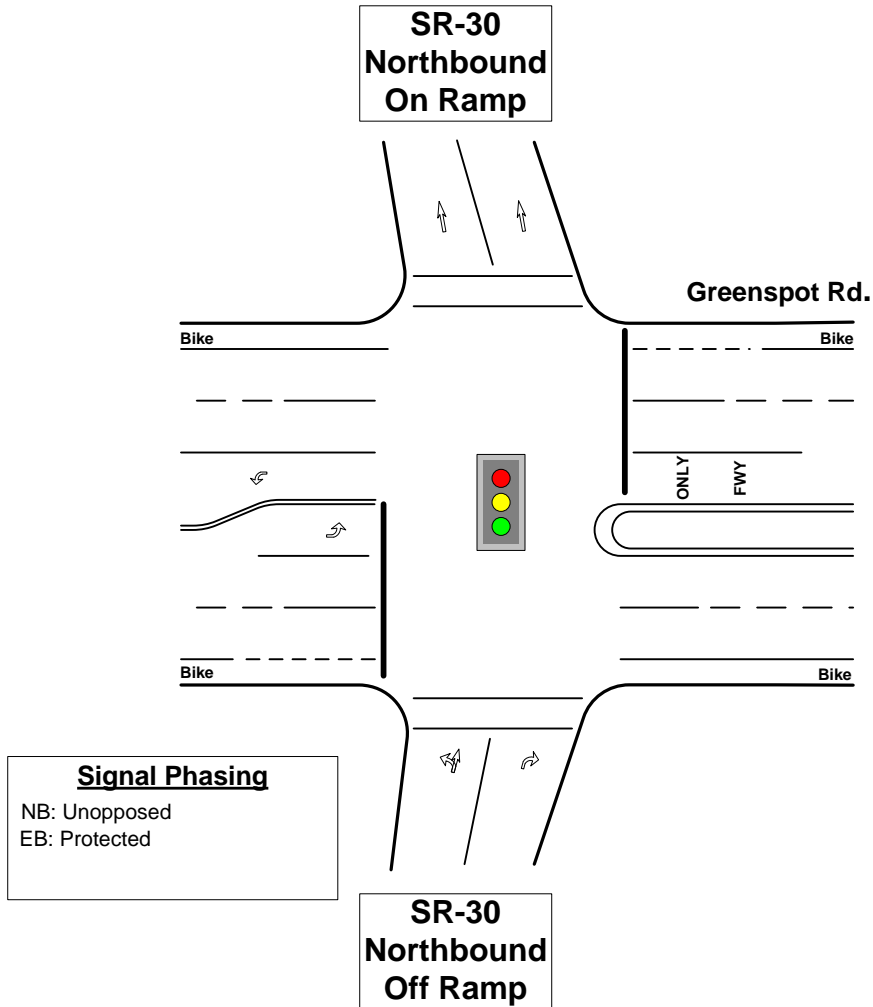 SR-30
Northbound
On Ramp
Greenspot Rd.
Bike
Bike
ONLY
FWY
Bike
Bike
Signal Phasing
NB: Unopposed
EB: Protected
SR-30
Northbound
Off Ramp